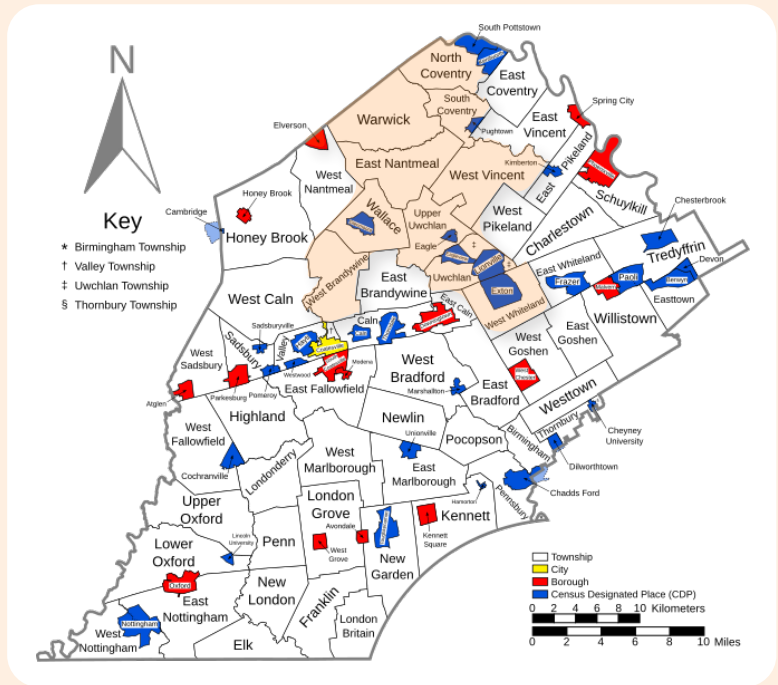 South Pottstown
N
North
Coventry
East
Coventry
South
Coventry
Spring City
Warwick
Pughtown
East
Vincent
Elverson
East Nantmeal
West Vincent
Kimberton
East
Pikeland
West
Nantmeal
Schuylkill
Honey Brook
Wallace
Upper
Uwchlan
West
Pikeland
Charlestown
Chesterbrook
Cambridge
Key
Honey Brook
Eagle
‡
Tredyffrin
* Birmingham Township
† Valley Township
‡ Uwchlan Township
§ Thornbury Township
Lionville
‡
Uwchlan
East Whiteland
Devon
Paoli
Berwyn
Frazer
Malvern
West Brandywine
East
Brandywine
Exton
Easttown
West Caln
East Caln
West Whiteland
Willistown
Caln
Downingtown
Sadsburyville
Sadsbury
Valley
Coatesville
West
Goshen
East
Goshen
West
Sadsbury
Westwood
Modena
West
Bradford
West
Chester
Atglen
Parkesburg
Pomeroy
East Fallowfield
Marshallton
East
Bradford
Westtown
Highland
Newlin
West
Fallowfield
Unionville
Pocopson
Birmingham
Thornbury
Cheyney
University
Cochranville
Londonderry
West
Marlborough
East
Marlborough
Dilworthtown
Chadds Ford
Pennsbury
Upper
Oxford
London
Grove
Hamorton
Lincoln
University
Avondale
Kennett
Lower
Oxford
Penn
West
Grove
Kennett
Square
New
Garden
Oxford
East
Nottingham
New
London
Franklin
Nottingham
West
Nottingham
London
Britain
Elk
Township
City
Borough
Census Designated Place (CDP)
0 2 4 6 8 10 Kilometers
0 2 4 6 8 10 Miles